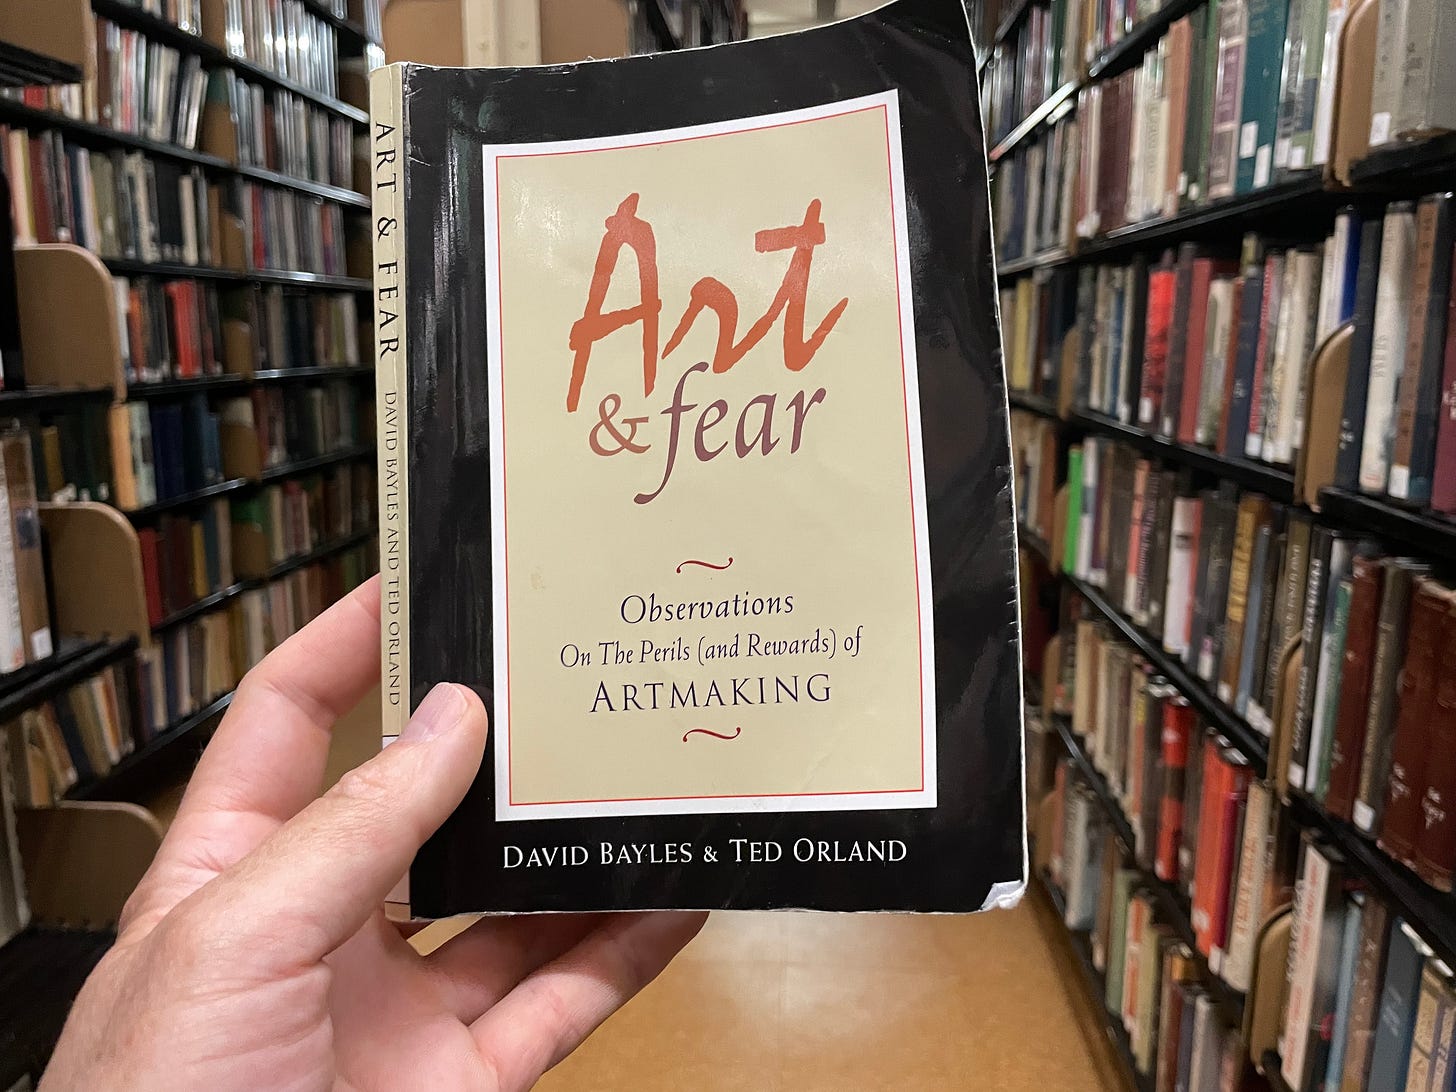 ART & FEAR DAVID BAYLES AND TED ORLAND
Art
& fear
Observations
On The Perils (and Rewards) of
ARTMAKING
DAVID BAYLES & TED ORLAND